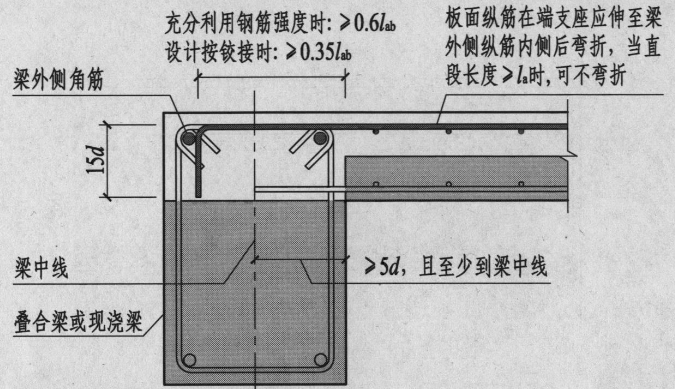 充分利用钢筋强度时: ≥0.6lab
设计按铰接时: ≥0.35lab
板面纵筋在端支座应伸至梁
外侧纵筋内侧后弯折，当直
段长度≥la时, 可不弯折
梁外侧角筋
15d
梁中线
≥5d，且至少到梁中线
叠合梁或现浇梁